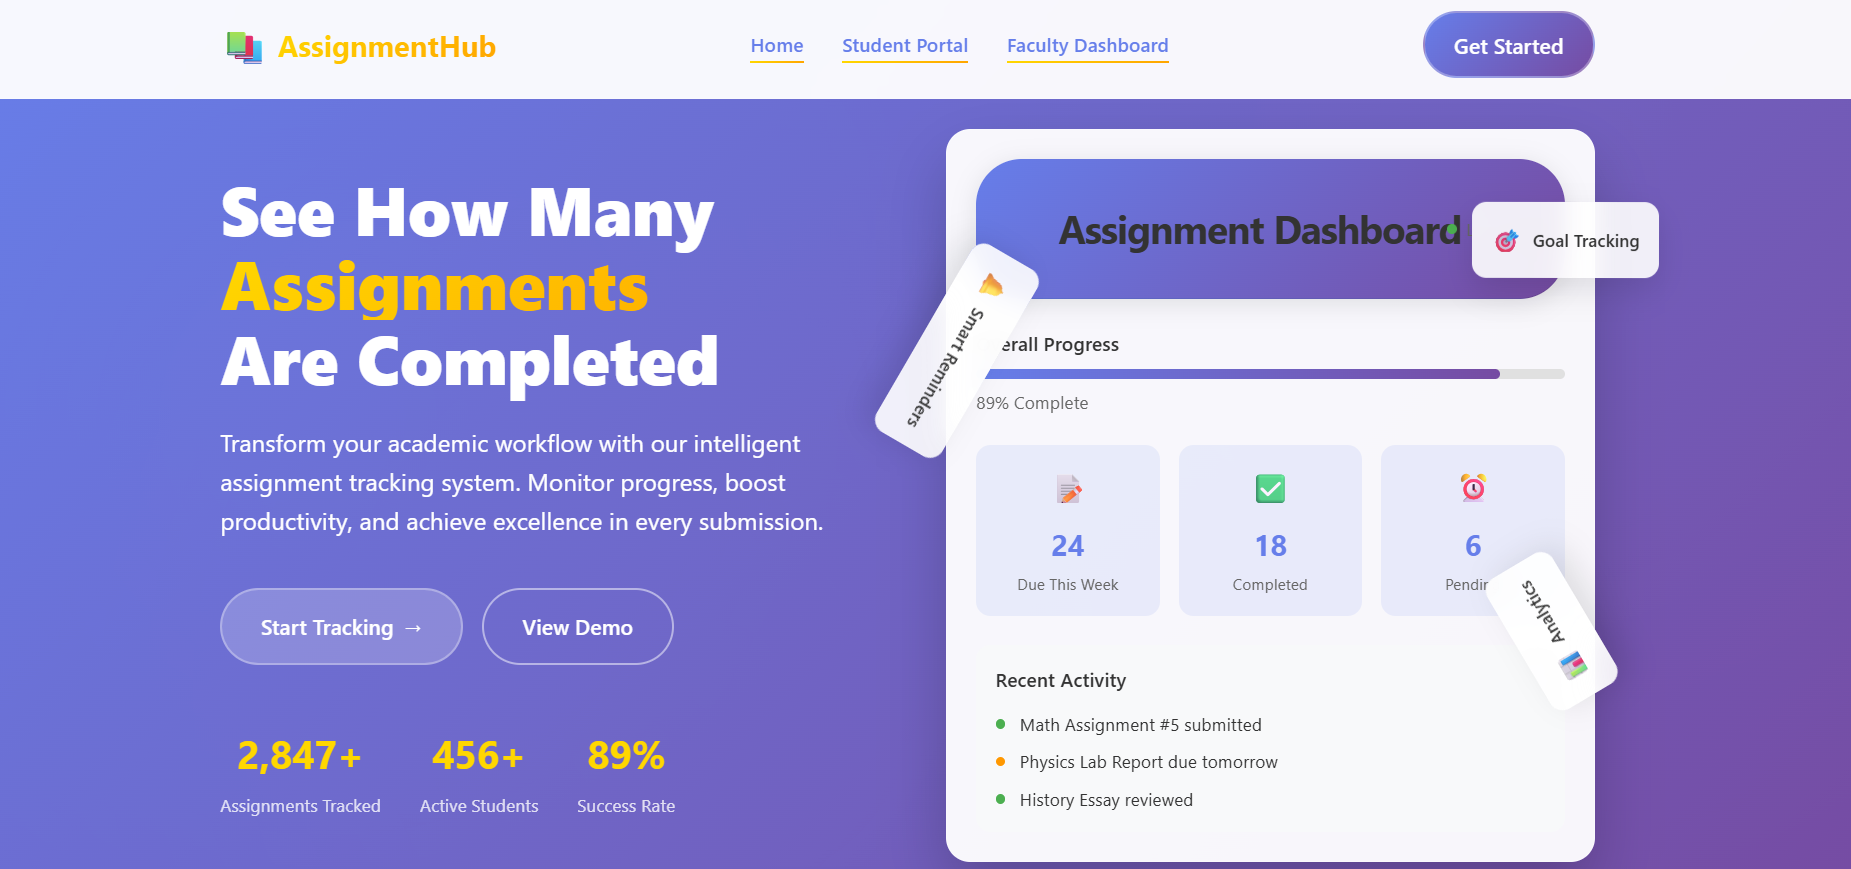 AssignmentHub
Home
Student Portal
Faculty Dashboard
Get Started
See How Many
Assignments
Are Completed
Transform your academic workflow with our intelligent
assignment tracking system. Monitor progress, boost
productivity, and achieve excellence in every submission.
Start Tracking →
View Demo
2,847+
Assignments Tracked
456+
Active Students
89%
Success Rate
Assignment Dashboard
Goal Tracking
Smart Reminders
erall Progress
89% Complete
24
Due This Week
18
Completed
6
Pendin
Analytics
Recent Activity
Math Assignment #5 submitted
Physics Lab Report due tomorrow
History Essay reviewed